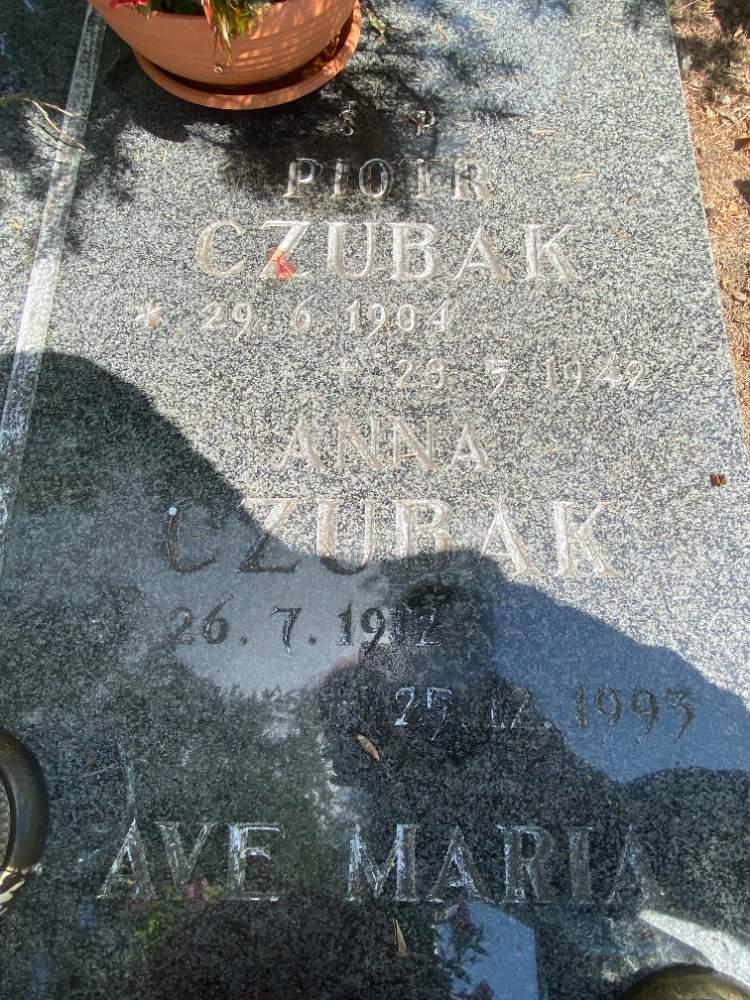 Ś P
PIOTR
CZUBAK
* 29.6.1904
+ 28.5.1942
ANNA
CZUBAK
26.7.1912
25.12.1993
AVE MARIA